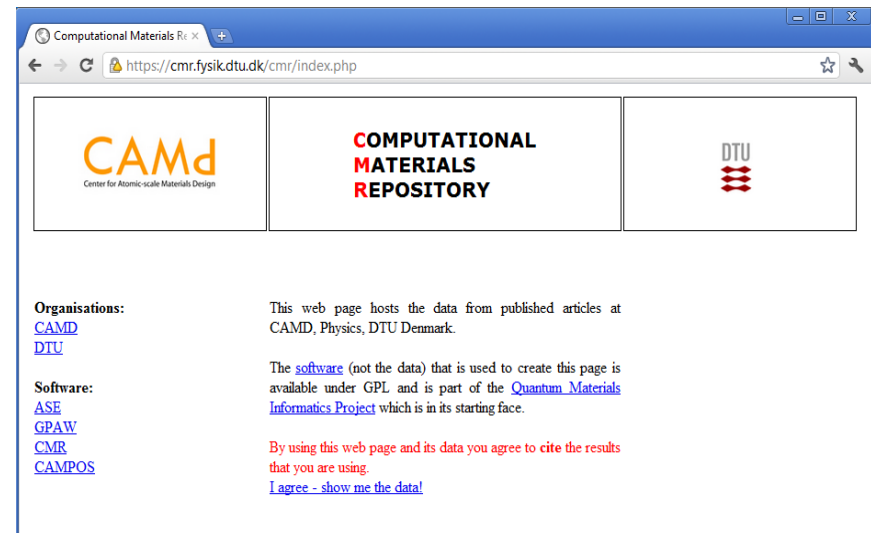 Computational Materials Re
https://cmr.fysik.dtu.dk/cmr/index.php
CAMd
Center for Atomic-scale Materials Design
COMPUTATIONAL
MATERIALS
REPOSITORY
DTU
Organisations:
CAMD
DTU
Software:
ASE
GPAW
CMR
CAMPOS
This web page hosts the data from published articles at
CAMD, Physics, DTU Denmark.
The software (not the data) that is used to create this page is
available under GPL and is part of the Quantum Materials
Informatics Project which is in its starting face.
By using this web page and its data you agree to cite the results
that you are using.
I agree - show me the data!